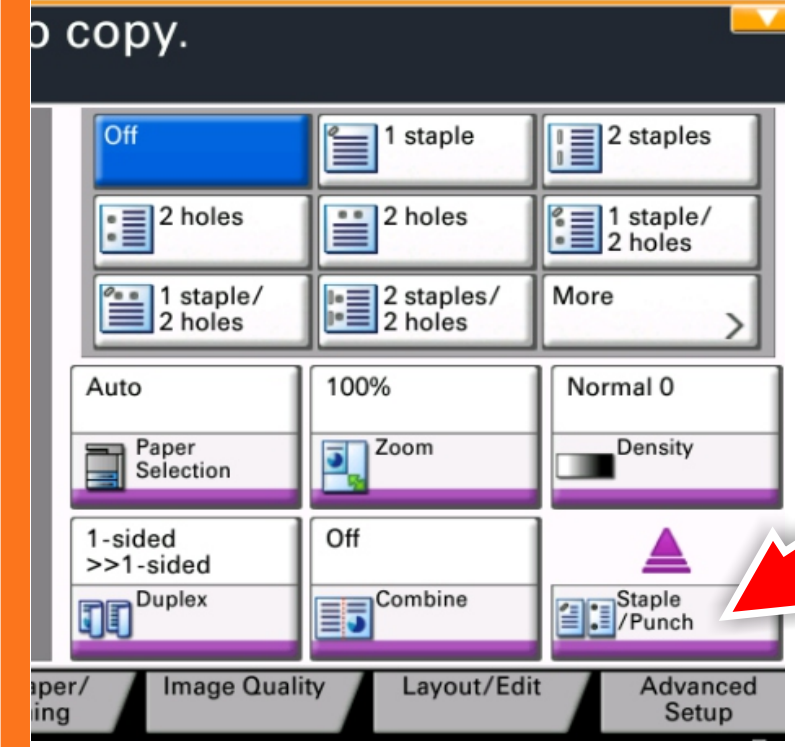 o copy.
Off
1 staple
2 staples
2 holes
2 holes
1 staple/
2 holes
1 staple/
2 holes
2 staples/
2 holes
More
Auto
Paper
Selection
100%
Zoom
Normal 0
Density
1-sided
>>1-sided
Duplex
Off
Combine
Staple
/Punch
aper/
ing
Image Quality
Layout/Edit
Advanced
Setup